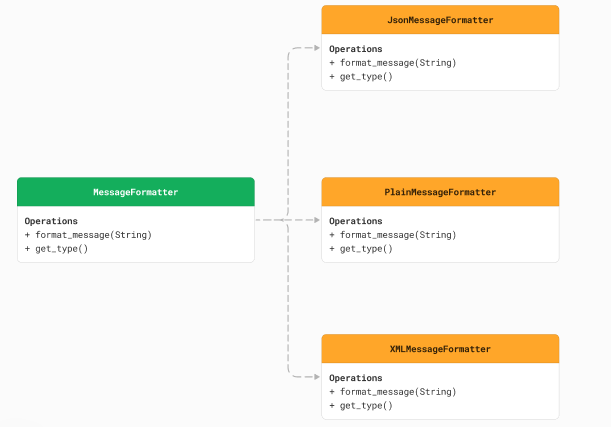 JsonMessageFormatter
Operations
+ format_message(String)
+ get_type()
MessageFormatter
Operations
+ format_message(String)
+ get_type()
PlainMessageFormatter
Operations
+ format_message(String)
+ get_type()
XMLMessageFormatter
Operations
+ format_message(String)
+ get_type()